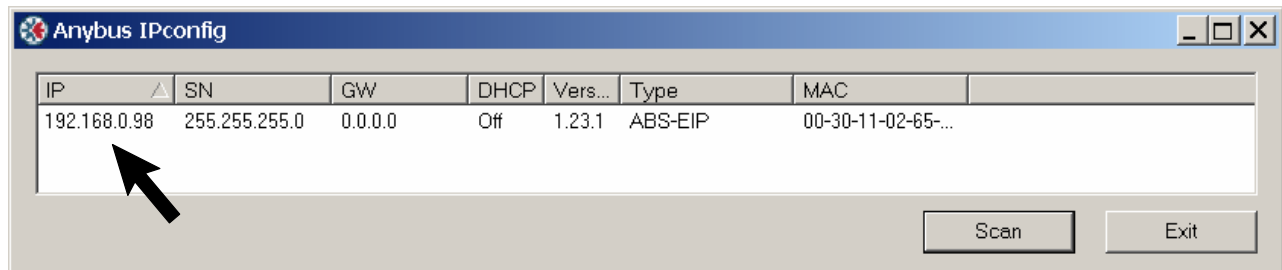 Anybus IPconfig
IP SN GW DHCP Vers... Type MAC
192.168.0.98 255.255.255.0 0.0.0.0 Off 1.23.1 ABS-EIP 00-30-11-02-65-...
Scan Exit